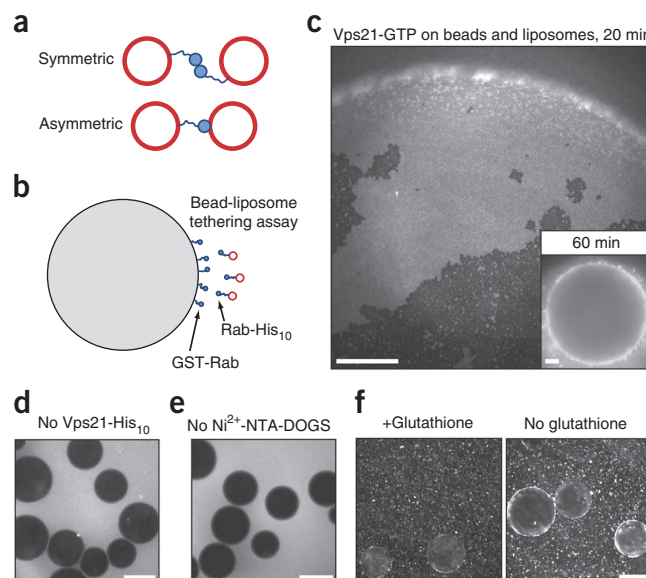 a
Symmetric
Asymmetric
b
Bead-liposome
tethering assay
Rab-His₁₀
GST-Rab
c
Vps21-GTP on beads and liposomes, 20 min
60 min
d
No Vps21-His₁₀
e
No Ni²⁺-NTA-DOGS
f
+Glutathione
No glutathione